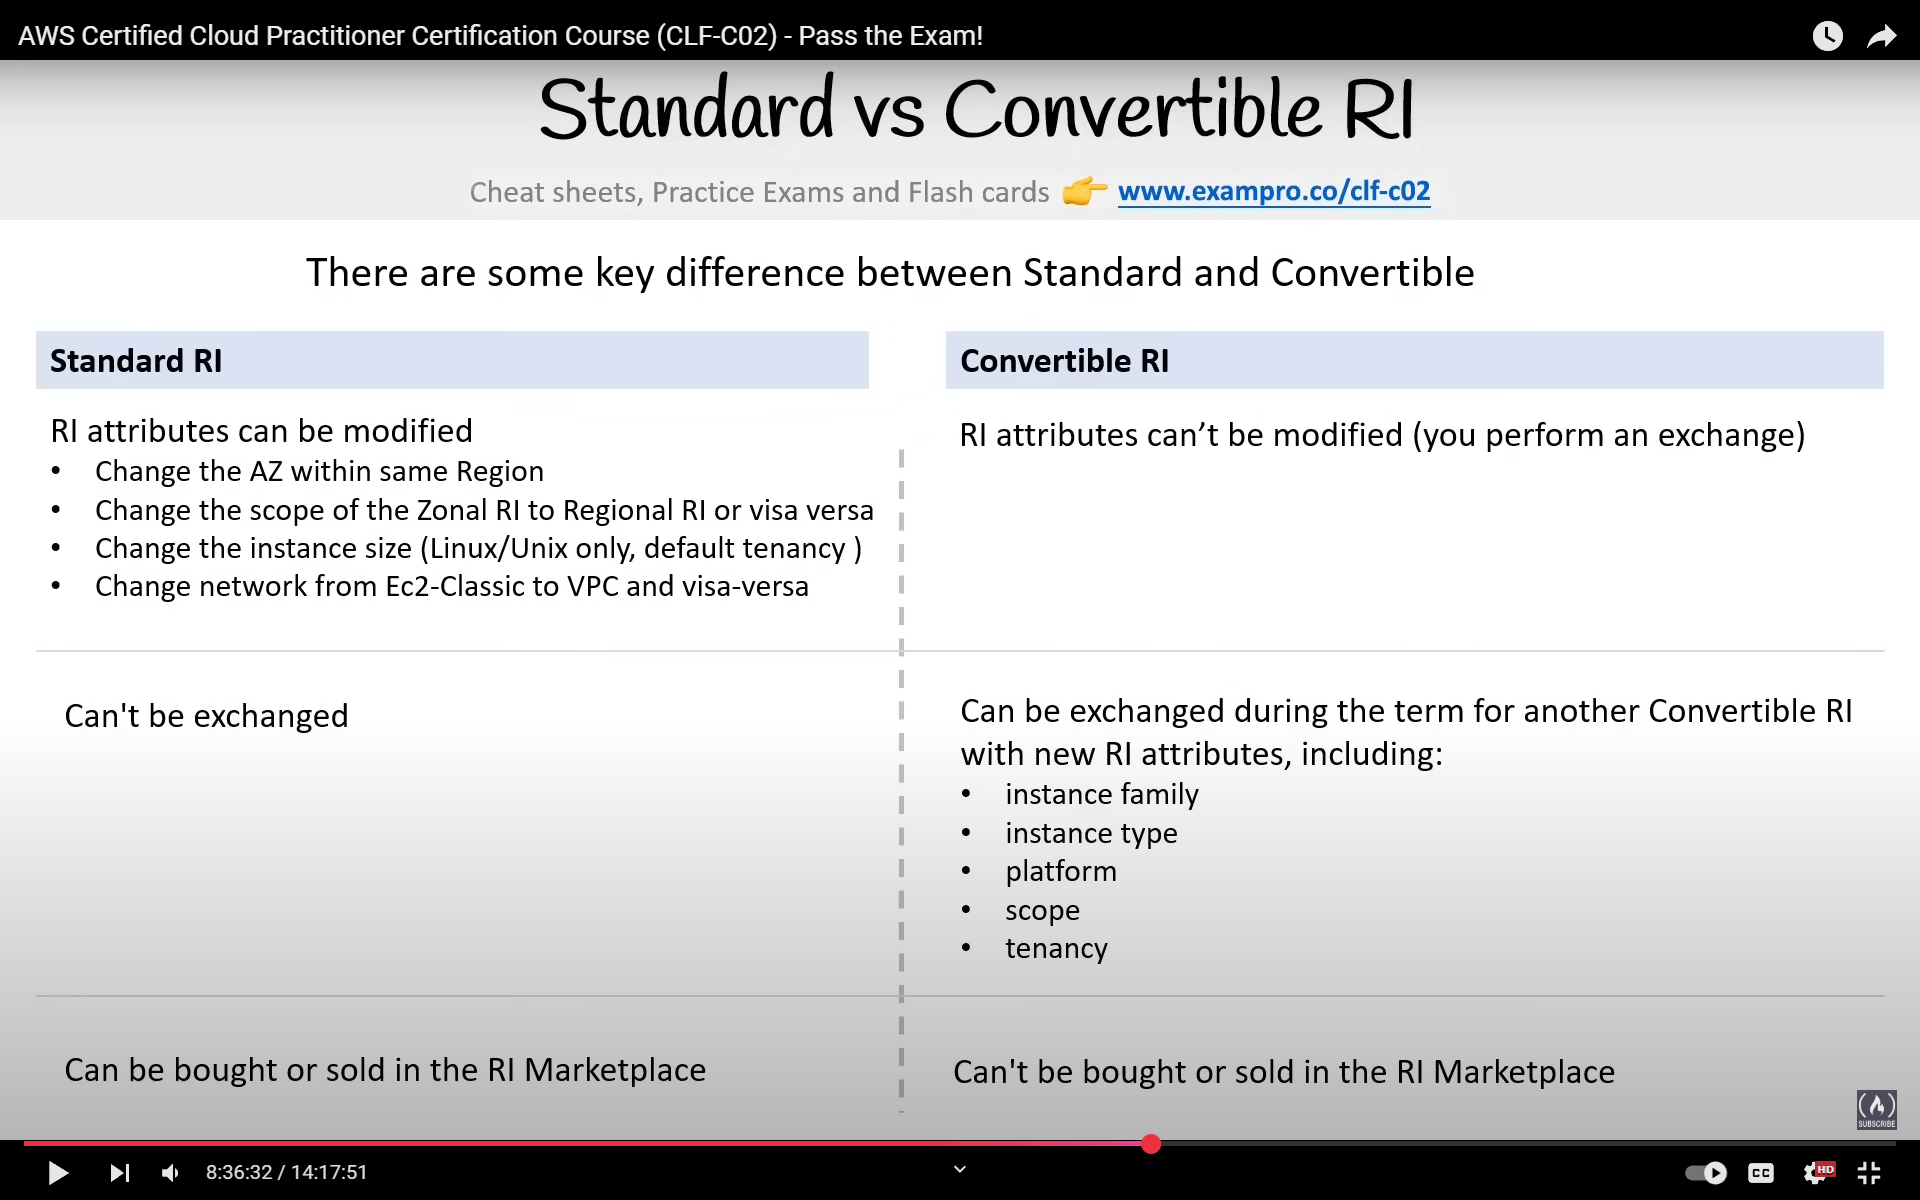 AWS Certified Cloud Practitioner Certification Course (CLF-C02) - Pass the Exam!
Standard vs Convertible RI
Cheat sheets, Practice Exams and Flash cards 👉 www.exampro.co/clf-c02
There are some key difference between Standard and Convertible
Standard RI
RI attributes can be modified
• Change the AZ within same Region
• Change the scope of the Zonal RI to Regional RI or visa versa
• Change the instance size (Linux/Unix only, default tenancy )
• Change network from Ec2-Classic to VPC and visa-versa
Can't be exchanged
Can be bought or sold in the RI Marketplace
Convertible RI
RI attributes can’t be modified (you perform an exchange)
Can be exchanged during the term for another Convertible RI
with new RI attributes, including:
• instance family
• instance type
• platform
• scope
• tenancy
Can't be bought or sold in the RI Marketplace
SUBSCRIBE
8:36:32 / 14:17:51
CC
HD